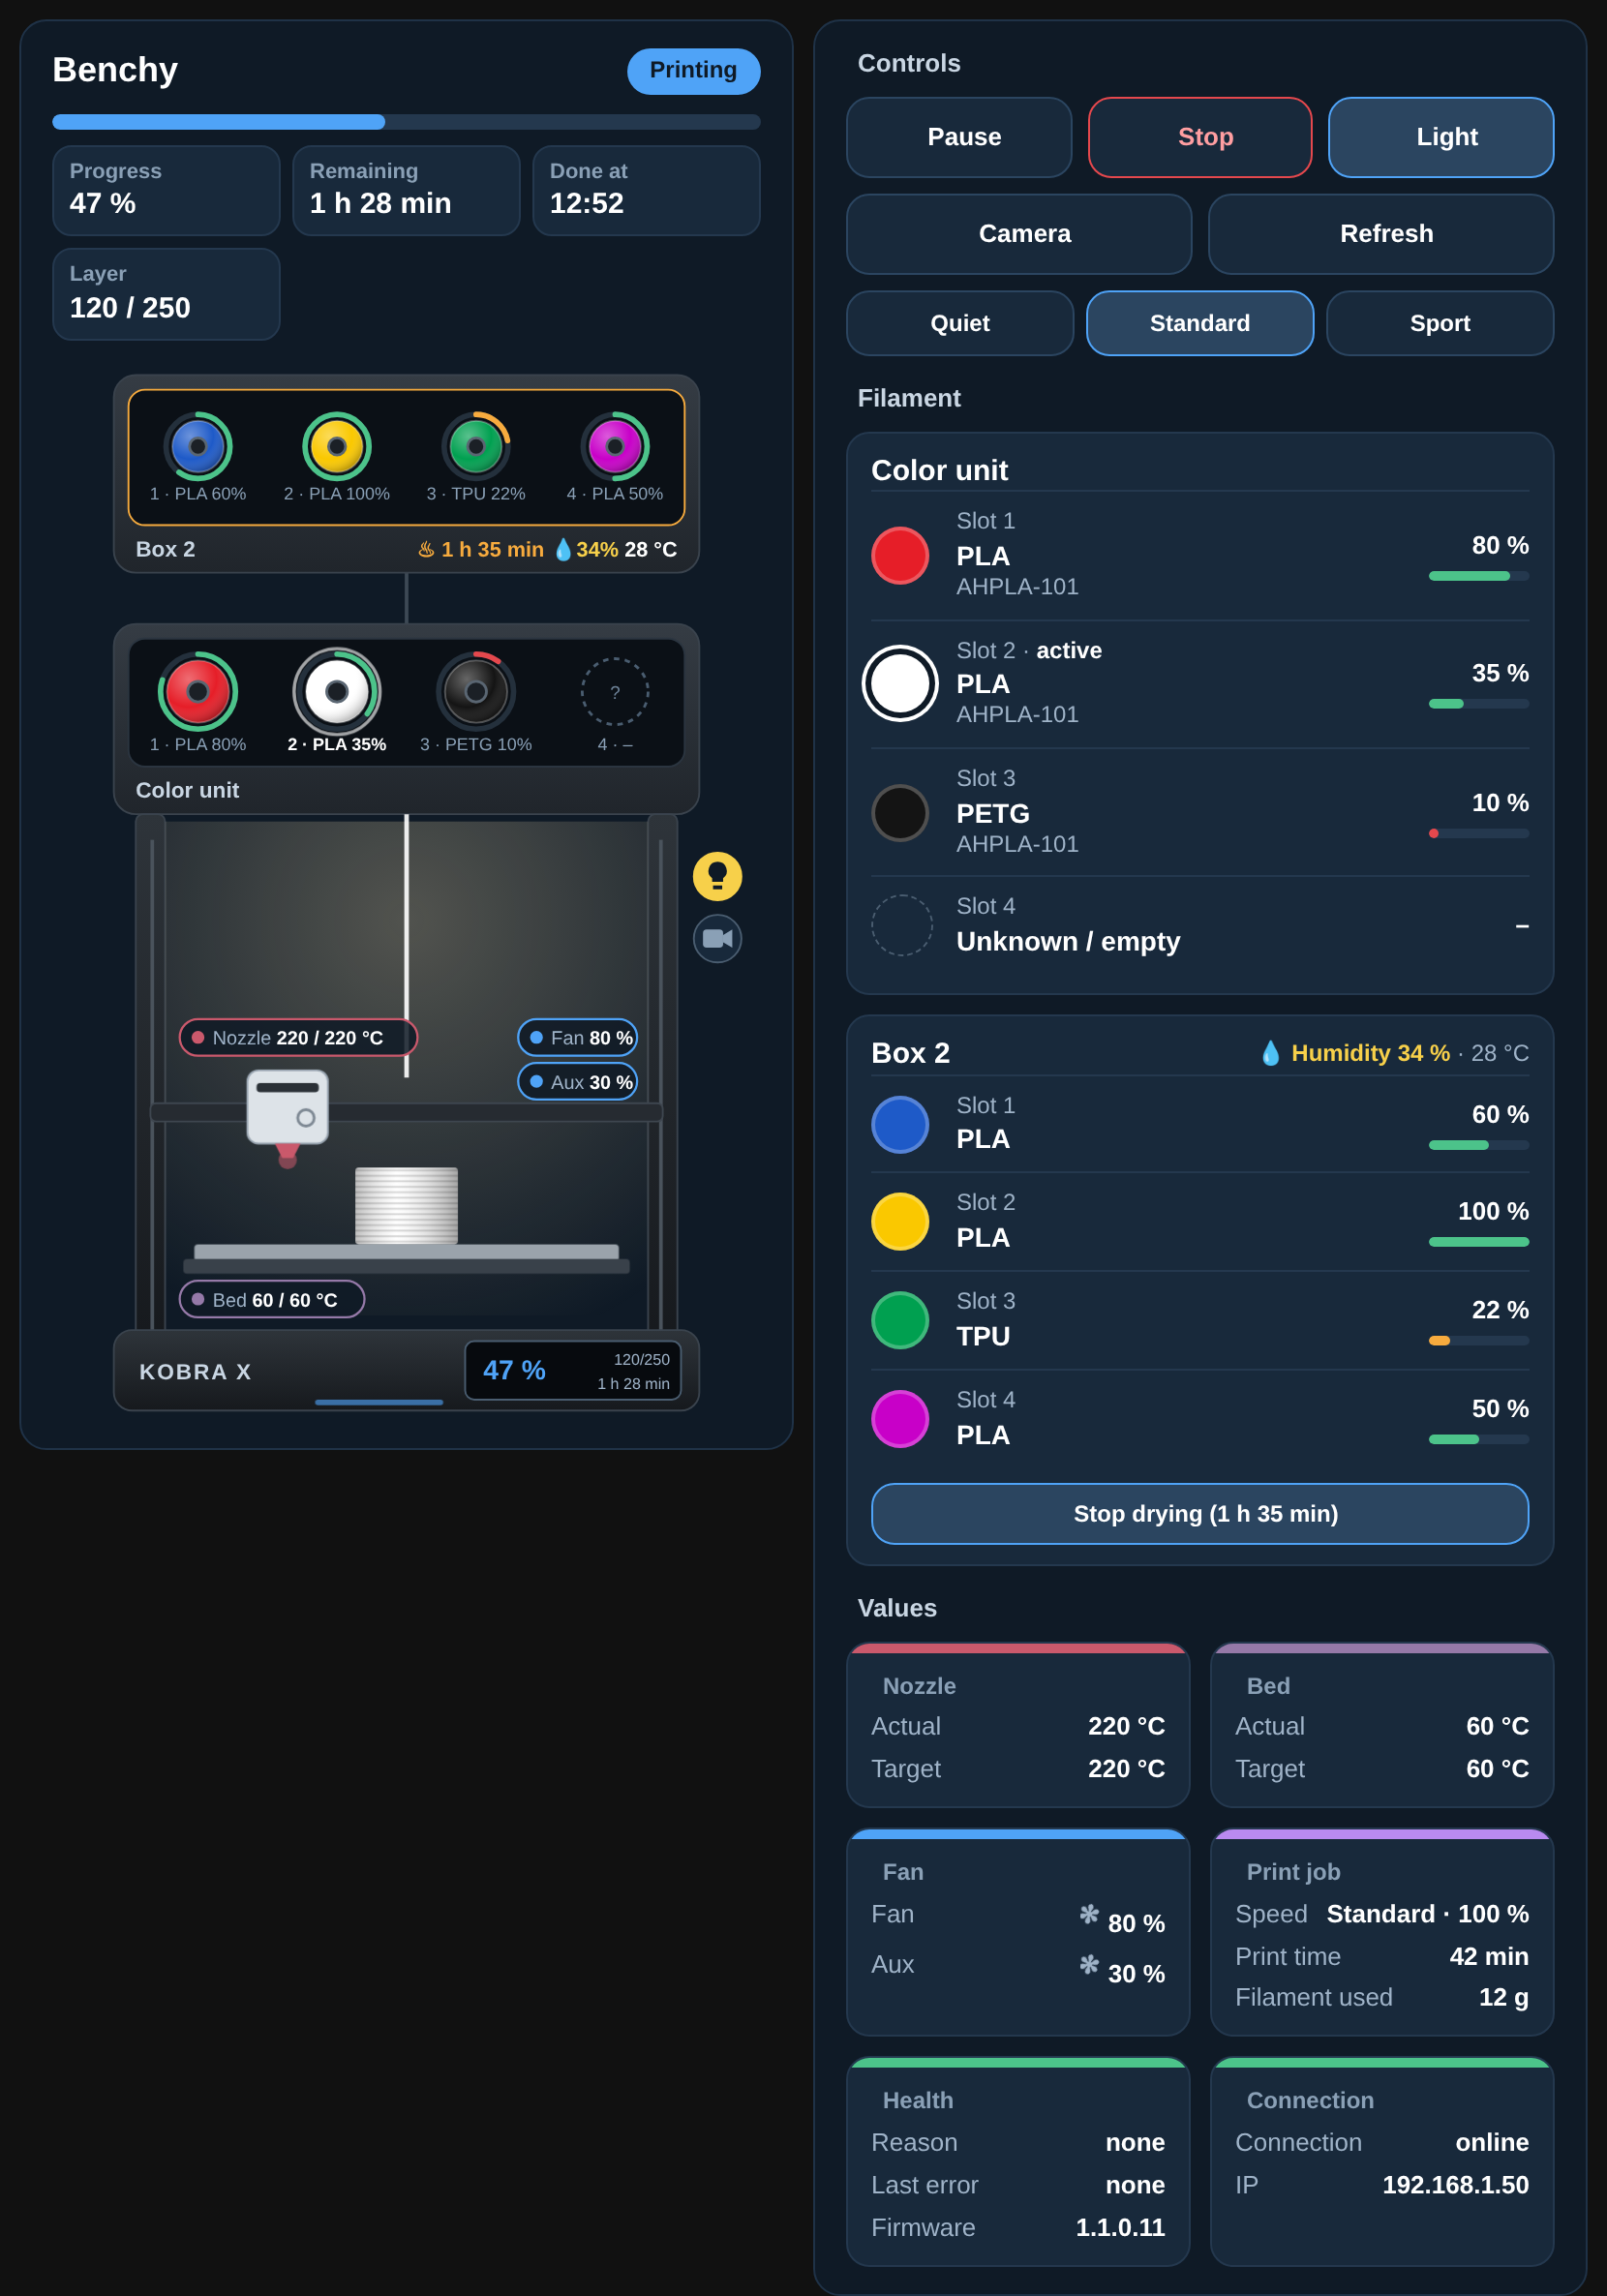 Benchy
Printing
Progress
47 %
Remaining
1 h 28 min
Done at
12:52
Layer
120 / 250
1 · PLA 60%
2 · PLA 100%
3 · TPU 22%
4 · PLA 50%
Box 2
♨ 1 h 35 min 💧34% 28 °C
1 · PLA 80%
2 · PLA 35%
3 · PETG 10%
?
4 · –
Color unit
Nozzle 220 / 220 °C
Fan 80 %
Aux 30 %
Bed 60 / 60 °C
KOBRA X
47 %
120/250
1 h 28 min
Controls
Pause
Stop
Light
Camera
Refresh
Quiet
Standard
Sport
Filament
Color unit
Slot 1
PLA
AHPLA-101
80 %
Slot 2 · active
PLA
AHPLA-101
35 %
Slot 3
PETG
AHPLA-101
10 %
Slot 4
Unknown / empty
–
Box 2
💧 Humidity 34 % · 28 °C
Slot 1
PLA
60 %
Slot 2
PLA
100 %
Slot 3
TPU
22 %
Slot 4
PLA
50 %
Stop drying (1 h 35 min)
Values
Nozzle
Actual 220 °C
Target 220 °C
Bed
Actual 60 °C
Target 60 °C
Fan
Fan 80 %
Aux 30 %
Print job
Speed Standard · 100 %
Print time 42 min
Filament used 12 g
Health
Reason none
Last error none
Firmware 1.1.0.11
Connection
Connection online
IP 192.168.1.50